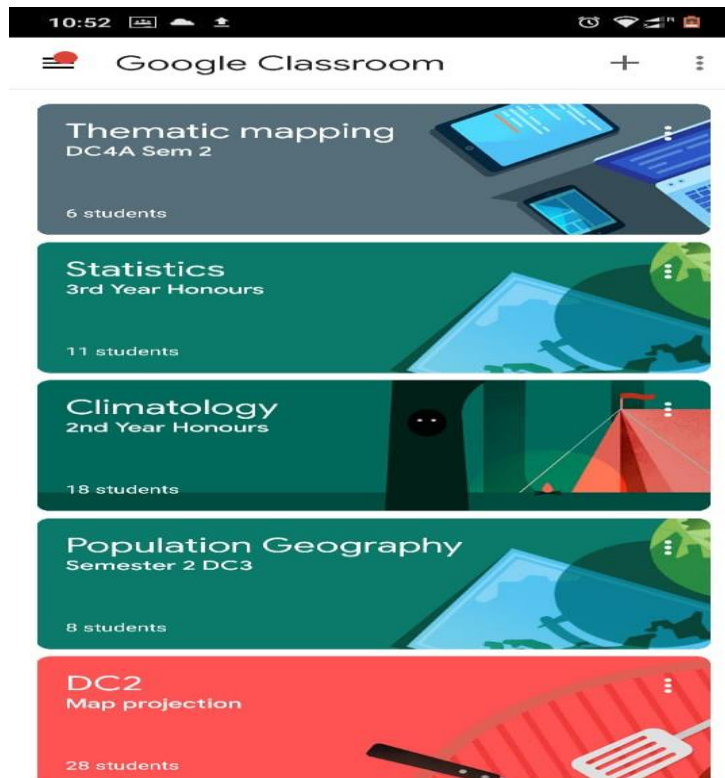 10:52
Google Classroom
Thematic mapping
DC4A Sem 2
6 students
Statistics
3rd Year Honours
11 students
Climatology
2nd Year Honours
18 students
Population Geography
Semester 2 DC3
8 students
DC2
Map projection
28 students